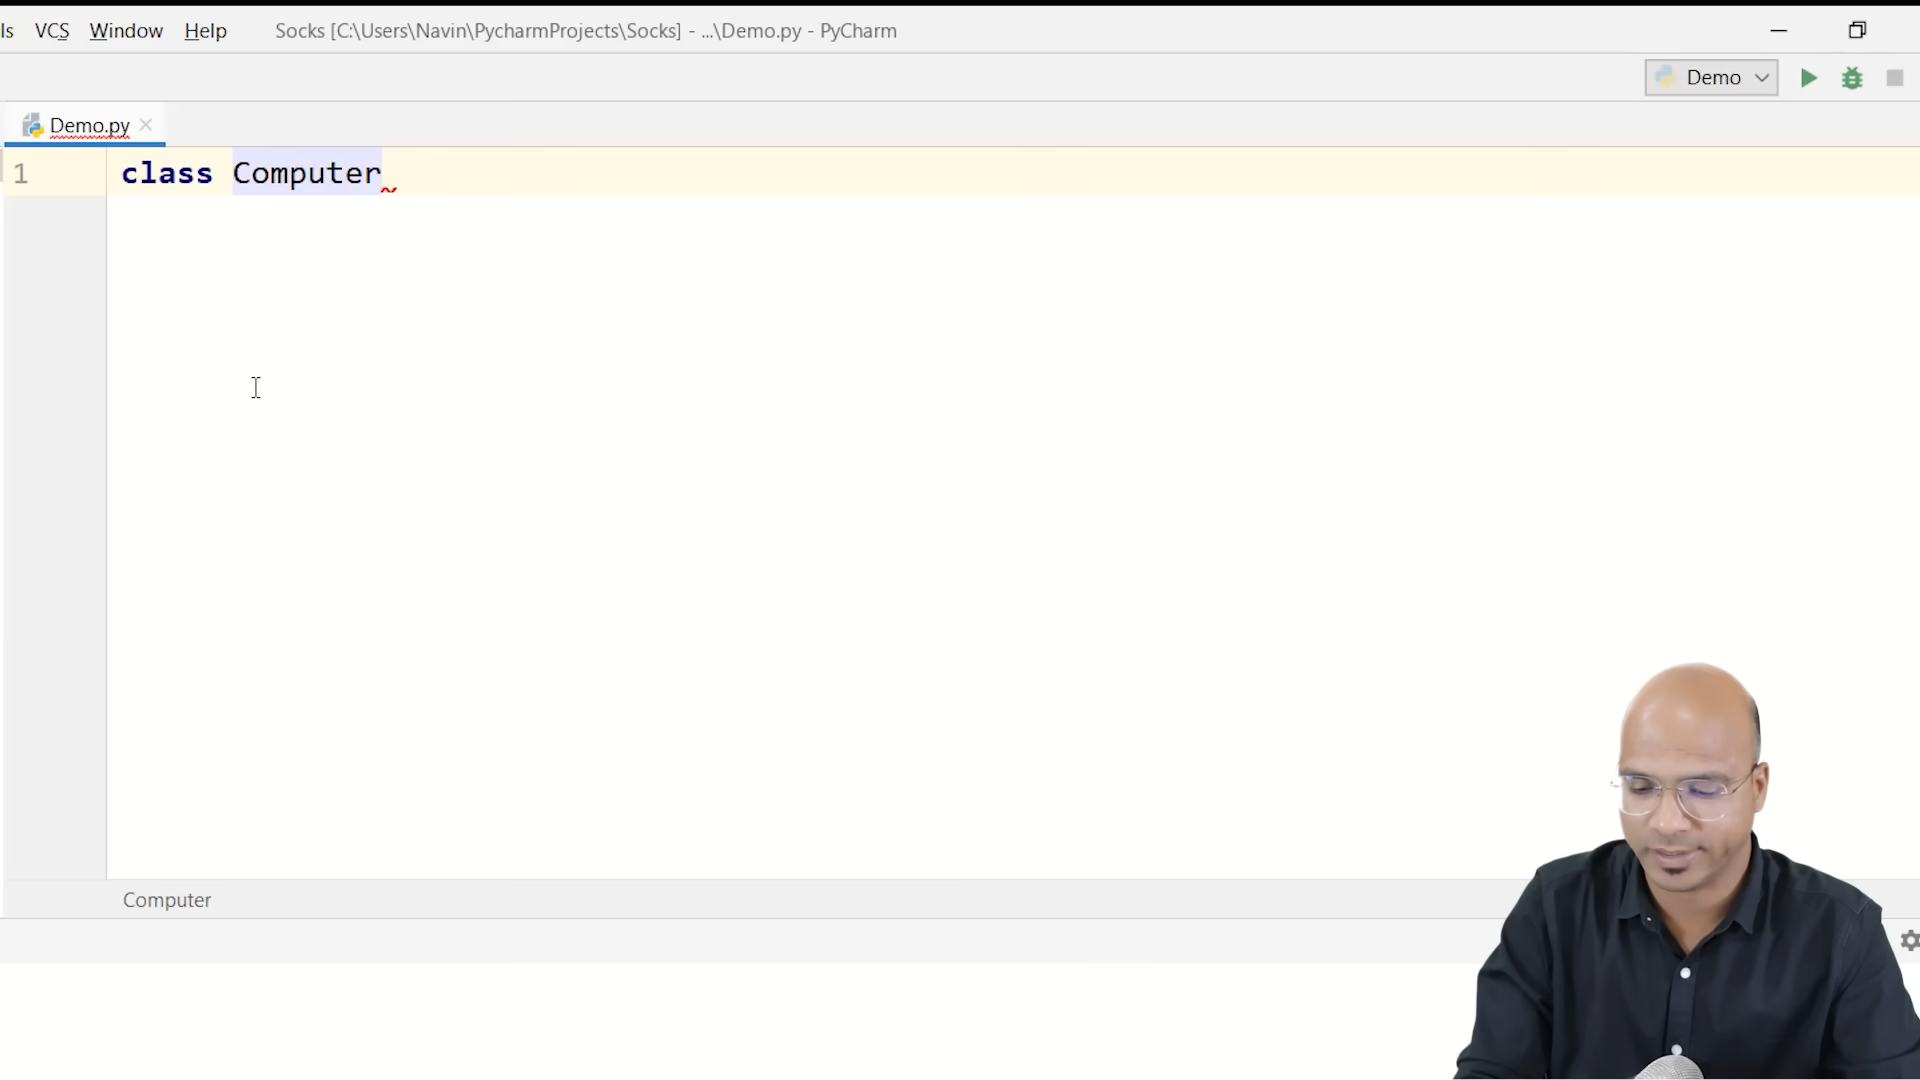 ls VCS Window Help Socks [C:\Users\Navin\PycharmProjects\Socks] - ...\Demo.py - PyCharm
Demo
Demo.py
1 class Computer
Computer